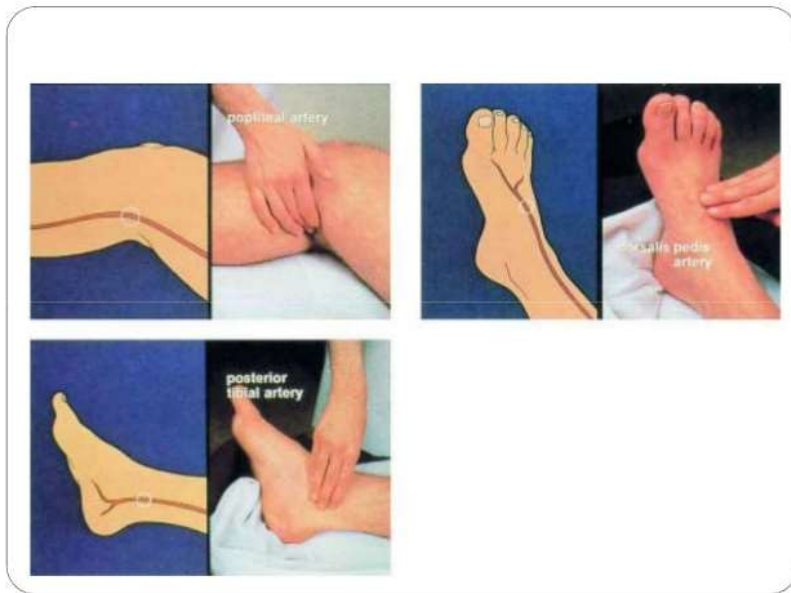 popliteal artery
dorsalis pedis
artery
posterior
tibial artery